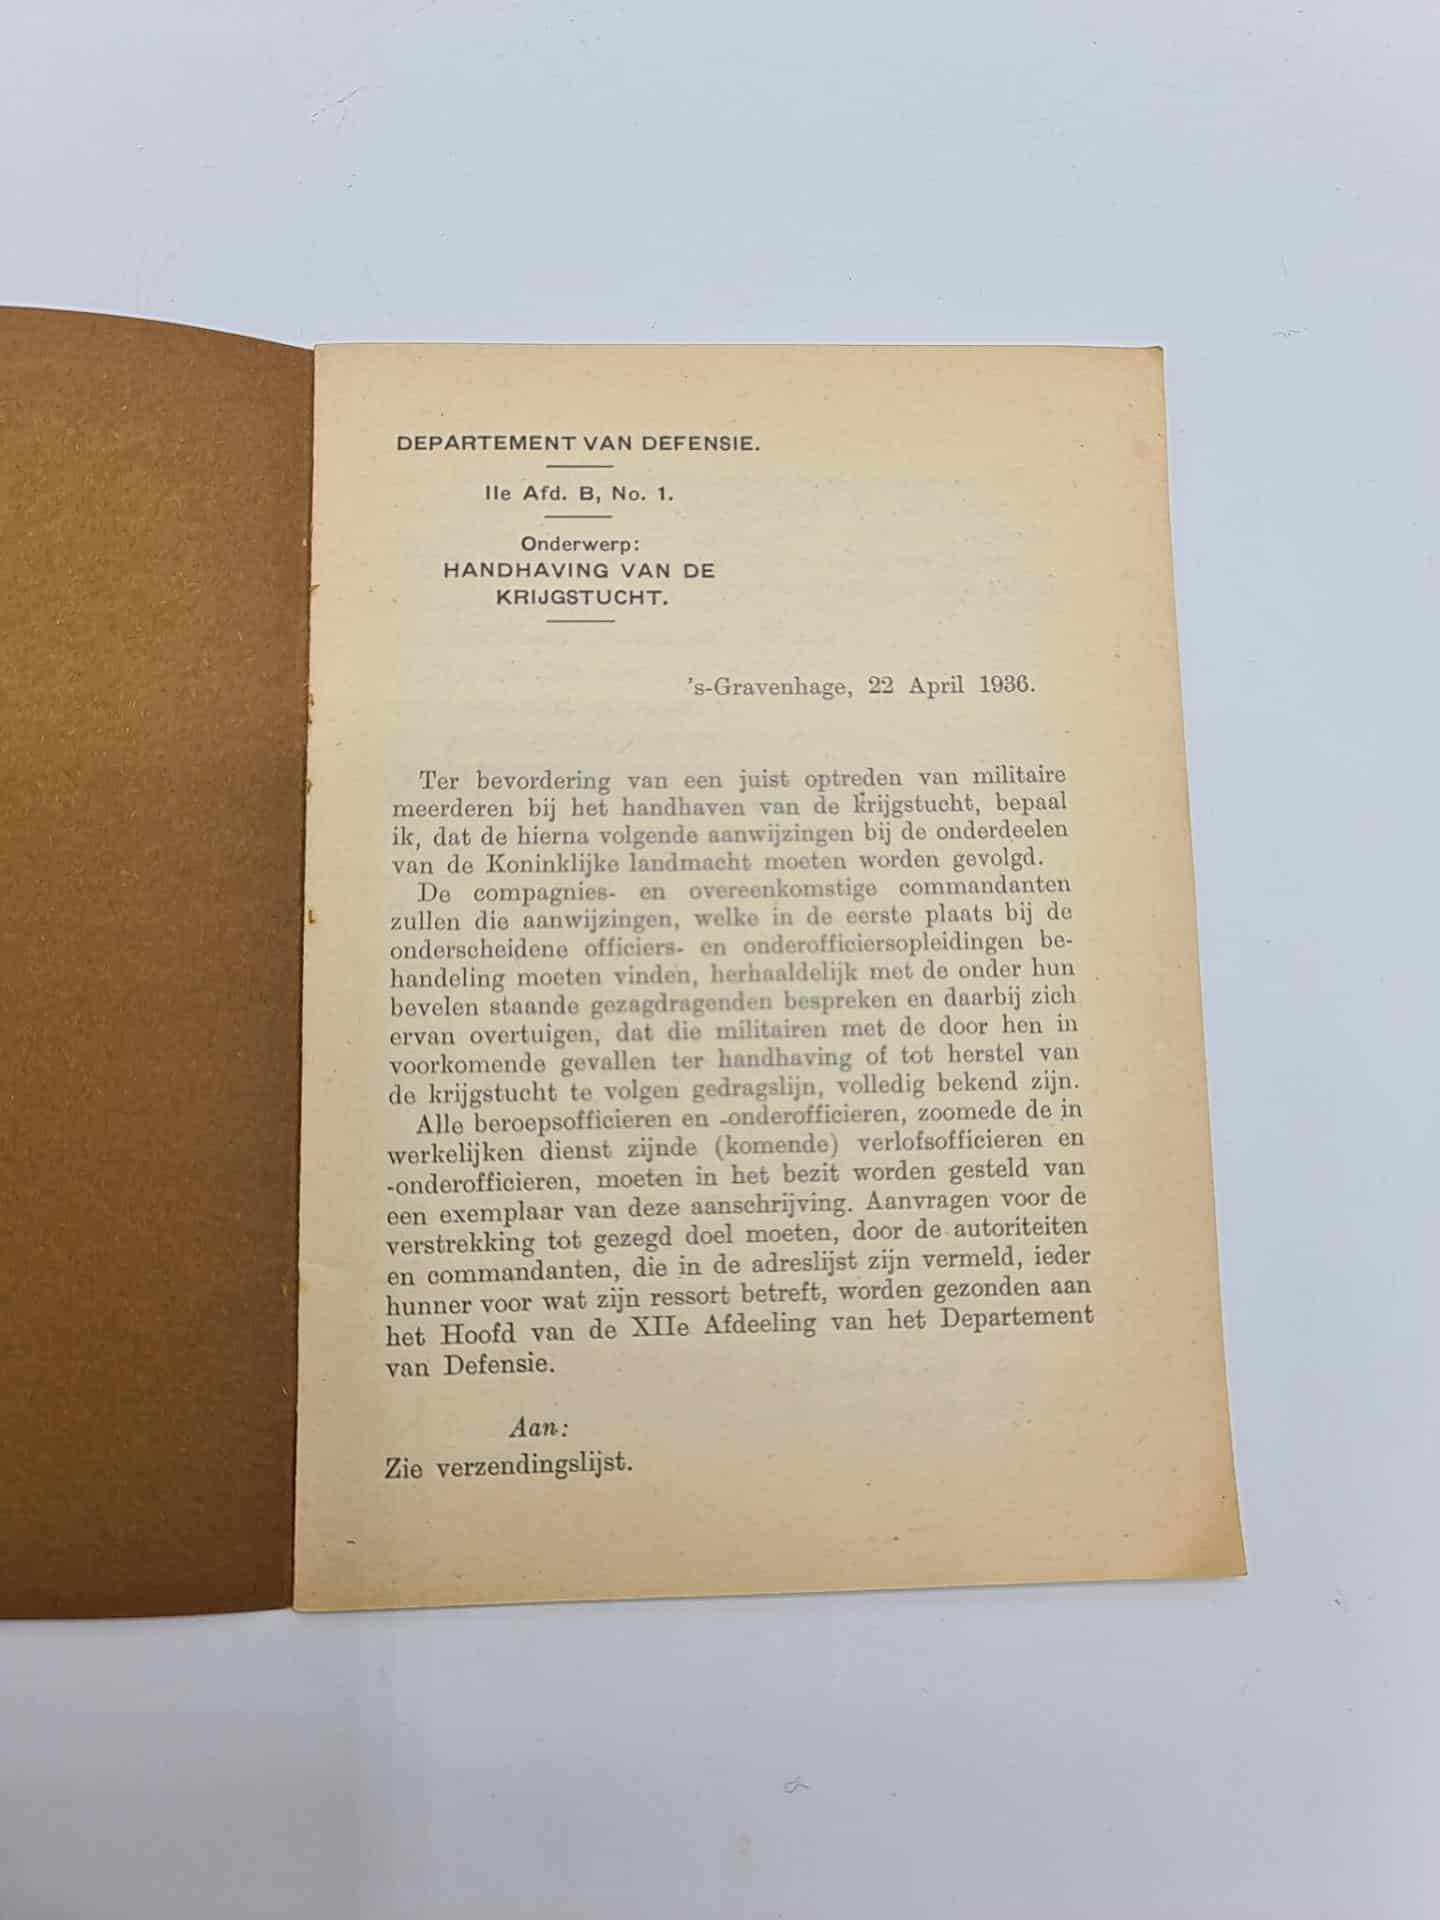 DEPARTEMENT VAN DEFENSIE.
IIe Afd. B, No. 1.
Onderwerp:
HANDHAVING VAN DE
KRIJGSTUCHT.
's-Gravenhage, 22 April 1936.
Ter bevordering van een juist optreden van militaire
meerderen bij het handhaven van de krijgstucht, bepaal
ik, dat de hierna volgende aanwijzingen bij de onderdeelen
van de Koninklijke landmacht moeten worden gevolgd.
De compagnies- en overeenkomstige commandanten
zullen die aanwijzingen, welke in de eerste plaats bij de
onderscheidene officiers- en onderofficiersopleidingen be-
handeling moeten vinden, herhaaldelijk met de onder hun
bevelen staande gezagdragenden bespreken en daarbij zich
ervan overtuigen, dat die militairen met de door hen in
voorkomende gevallen ter handhaving of tot herstel van
de krijgstucht te volgen gedragslijn, volledig bekend zijn.
Alle beroepsofficieren en -onderofficieren, zoomede de in
werkelijken dienst zijnde (komende) verlofsofficieren en
-onderofficieren, moeten in het bezit worden gesteld van
een exemplaar van deze aanschrijving. Aanvragen voor de
verstrekking tot gezegd doel moeten, door de autoriteiten
en commandanten, die in de adreslijst zijn vermeld, ieder
hunner voor wat zijn ressort betreft, worden gezonden aan
het Hoofd van de XIIe Afdeeling van het Departement
van Defensie.
Aan:
Zie verzendingslijst.